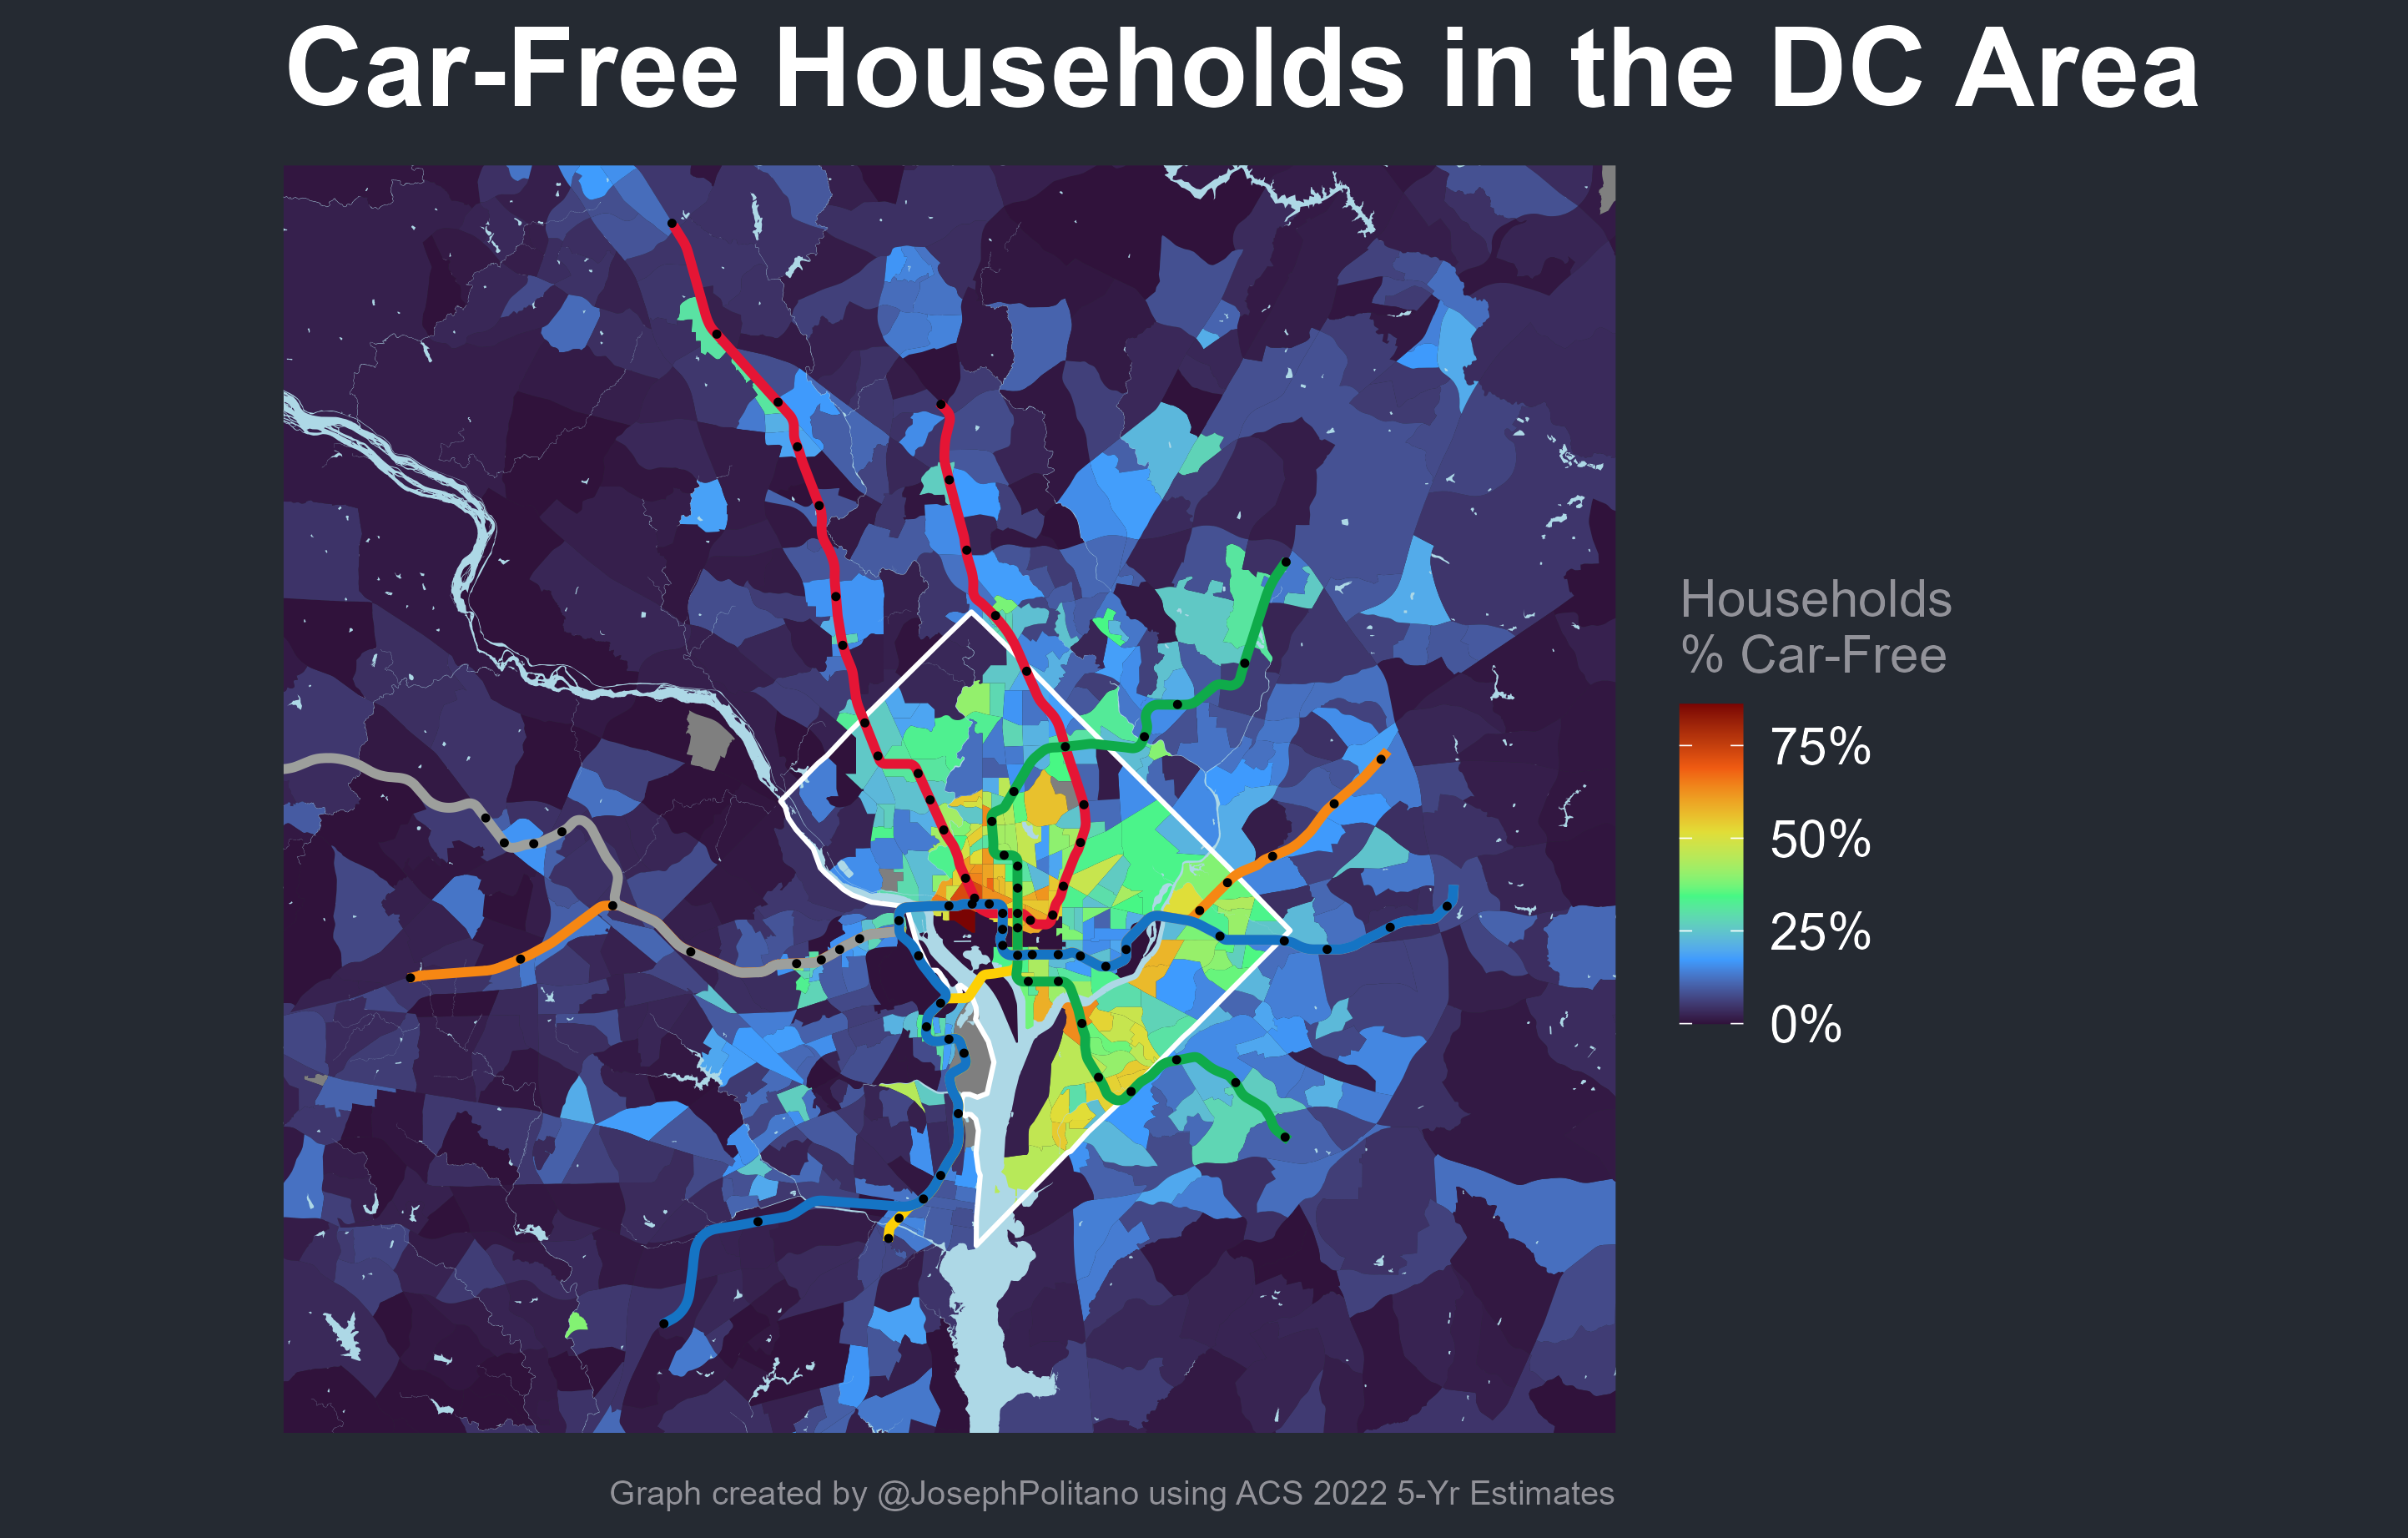 Car-Free Households in the DC Area
Households
% Car-Free
75%
50%
25%
0%
Graph created by @JosephPolitano using ACS 2022 5-Yr Estimates